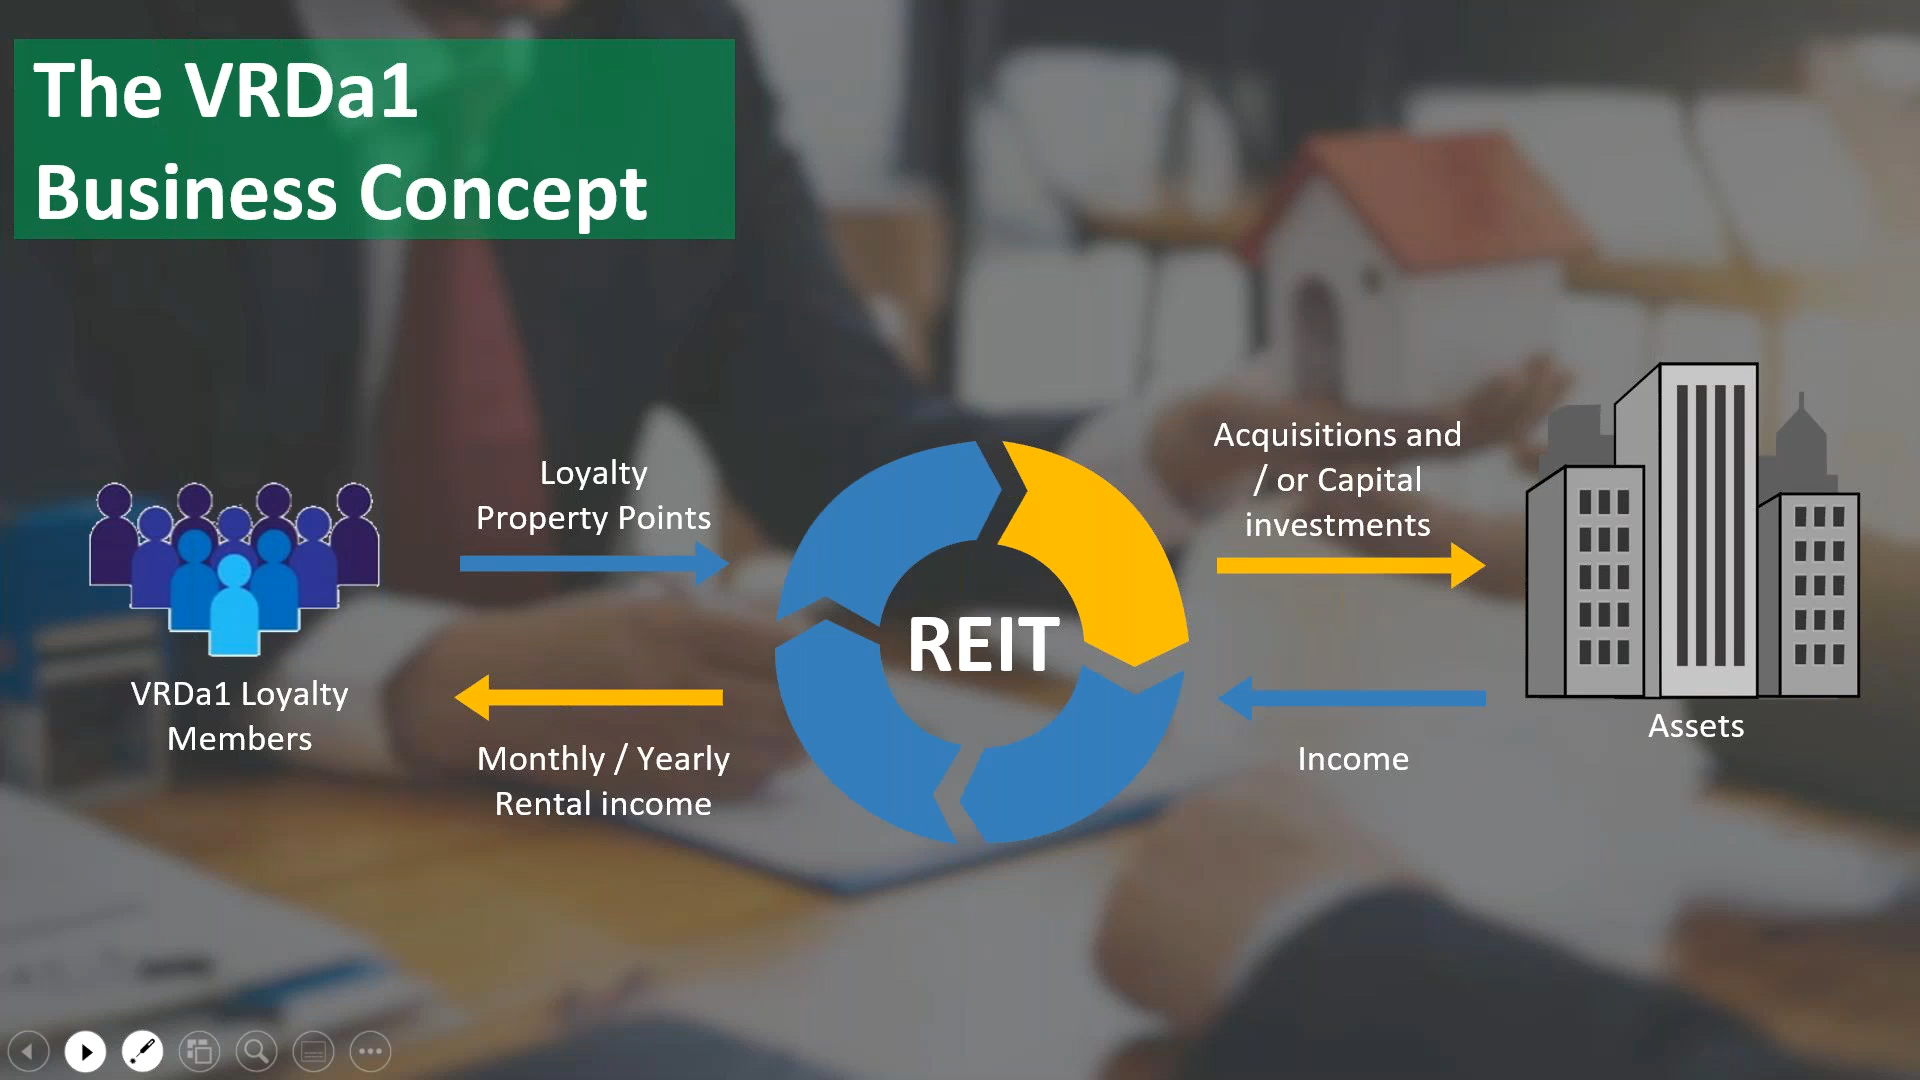 The VRDa1
Business Concept
Loyalty
Property Points
Acquisitions and
/ or Capital
investments
REIT
VRDa1 Loyalty
Members
Monthly / Yearly
Rental income
Income
Assets